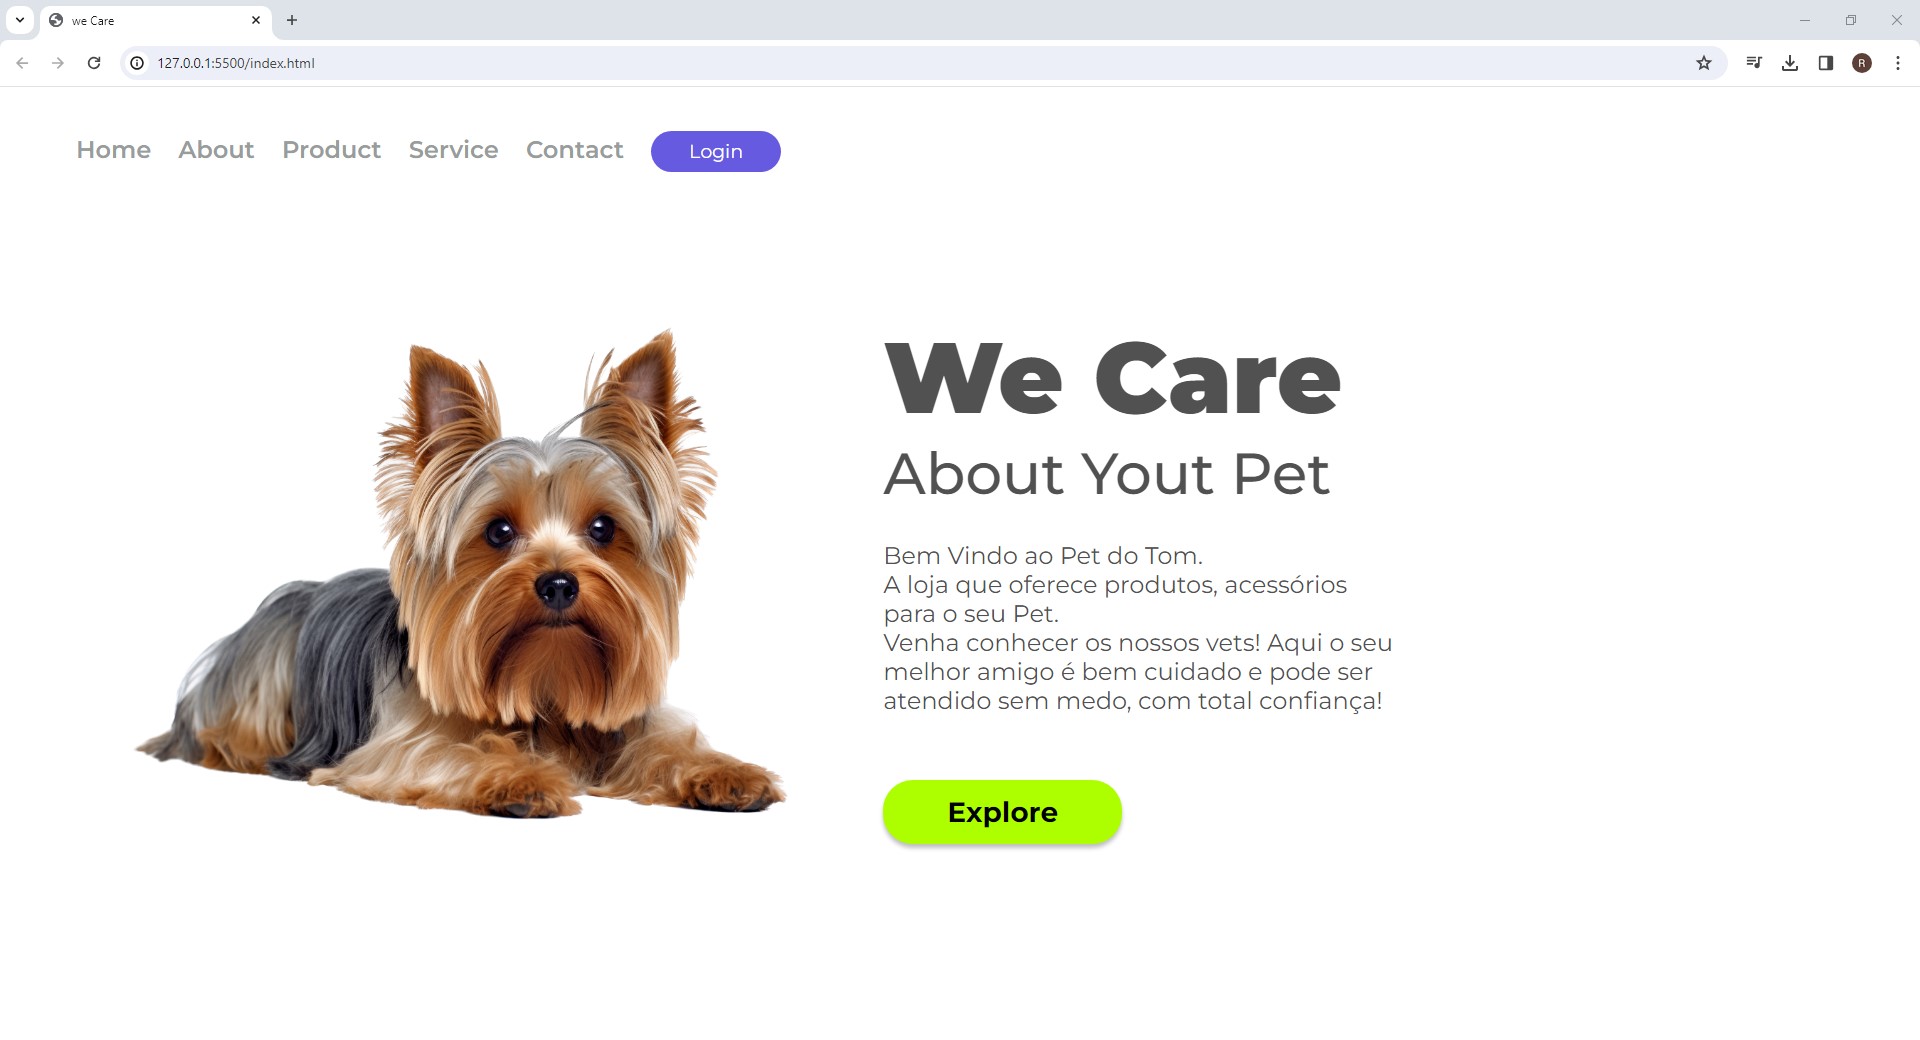 we Care
127.0.0.1:5500/index.html
R
Home About Product Service Contact Login
We Care
About Yout Pet
Bem Vindo ao Pet do Tom.
A loja que oferece produtos, acessórios
para o seu Pet.
Venha conhecer os nossos vets! Aqui o seu
melhor amigo é bem cuidado e pode ser
atendido sem medo, com total confiança!
Explore